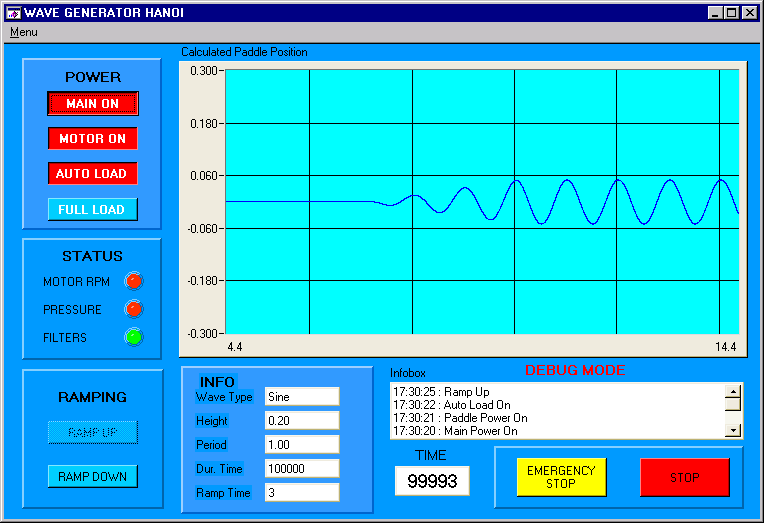 WAVE GENERATOR HANOI
Menu
Calculated Paddle Position
POWER
MAIN ON
MOTOR ON
AUTO LOAD
FULL LOAD
0.300
0.180
0.060
-0.060
-0.180
-0.300
4.4
14.4
STATUS
MOTOR RPM
PRESSURE
FILTERS
RAMPING
RAMP UP
RAMP DOWN
INFO
Wave Type Sine
Height 0.20
Period 1.00
Dur. Time 100000
Ramp Time 3
Infobox
DEBUG MODE
17:30:25 : Ramp Up
17:30:22 : Auto Load On
17:30:21 : Paddle Power On
17:30:20 : Main Power On
TIME
99993
EMERGENCY
STOP
STOP